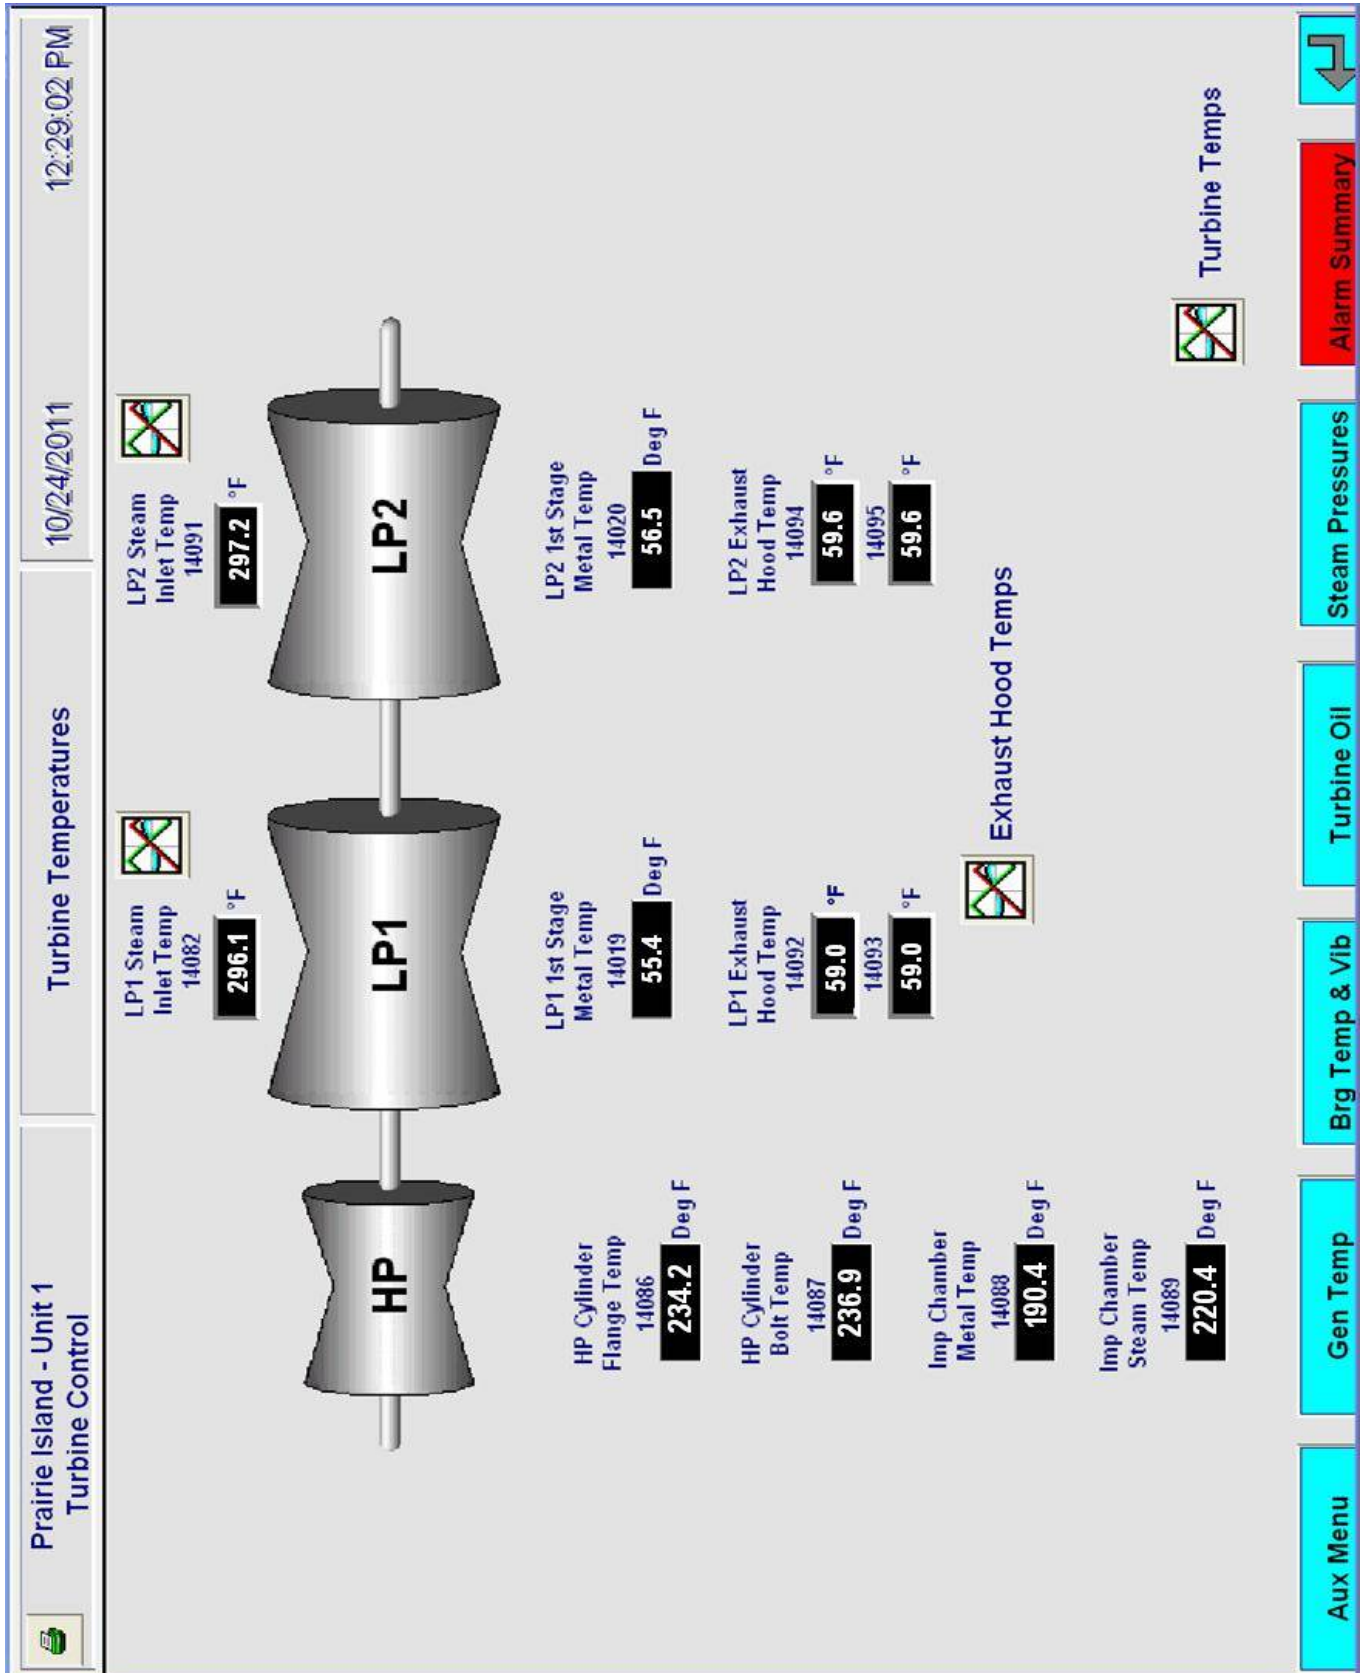 Prairie Island - Unit 1
Turbine Control
Turbine Temperatures
10/24/2011
12:29:02 PM
LP1 Steam
Inlet Temp
14082
296.1 °F
LP2 Steam
Inlet Temp
14091
297.2 °F
HP
LP1
LP2
HP Cylinder
Flange Temp
14086
234.2 Deg F
HP Cylinder
Bolt Temp
14087
236.9 Deg F
Imp Chamber
Metal Temp
14088
190.4 Deg F
Imp Chamber
Steam Temp
14089
220.4 Deg F
LP1 1st Stage
Metal Temp
14019
55.4 Deg F
LP1 Exhaust
Hood Temp
14092
59.0 °F
14093
59.0 °F
LP2 1st Stage
Metal Temp
14020
56.5 Deg F
LP2 Exhaust
Hood Temp
14094
59.6 °F
14095
59.6 °F
Exhaust Hood Temps
Turbine Temps
Aux Menu
Gen Temp
Brg Temp & Vib
Turbine Oil
Steam Pressures
Alarm Summary